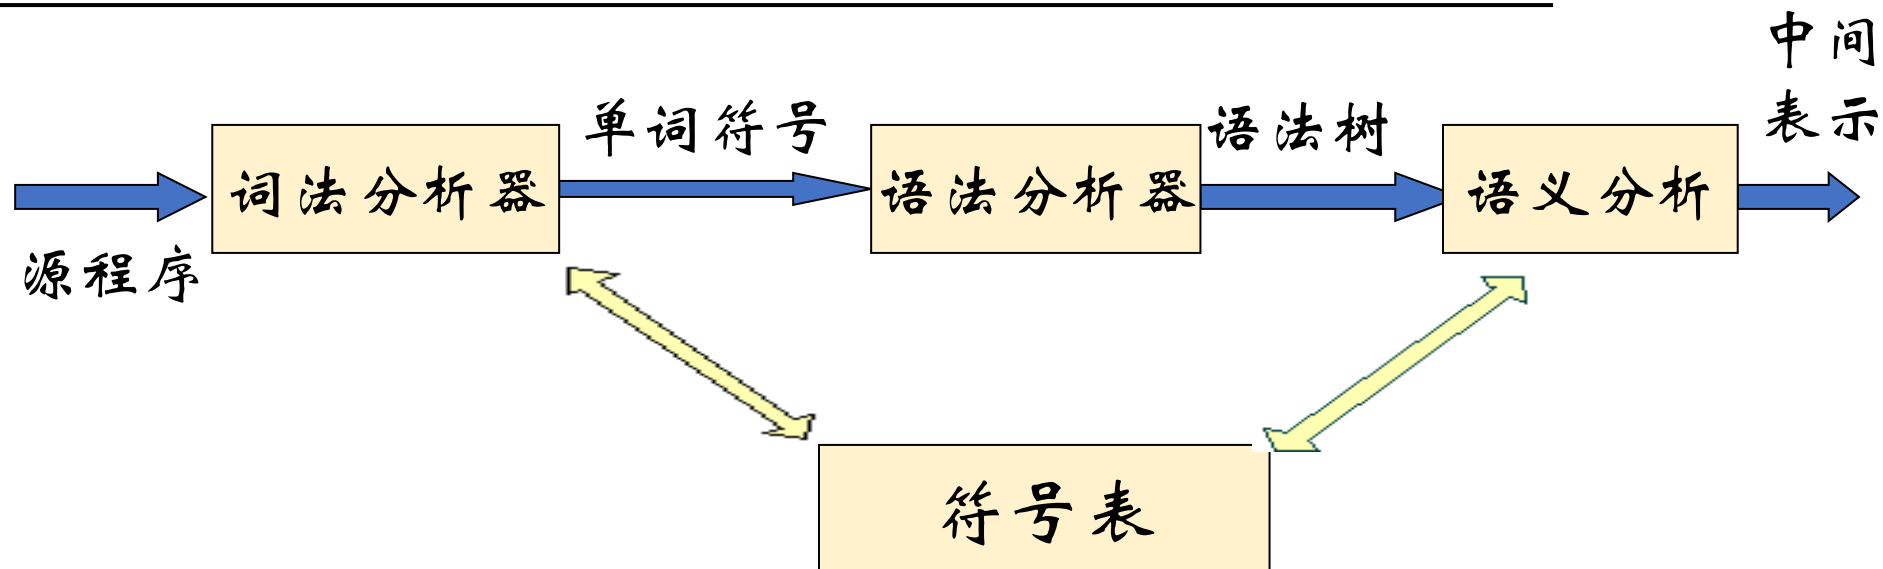 中间
表示
单词符号
语法树
词法分析器
语法分析器
语义分析
源程序
符号表